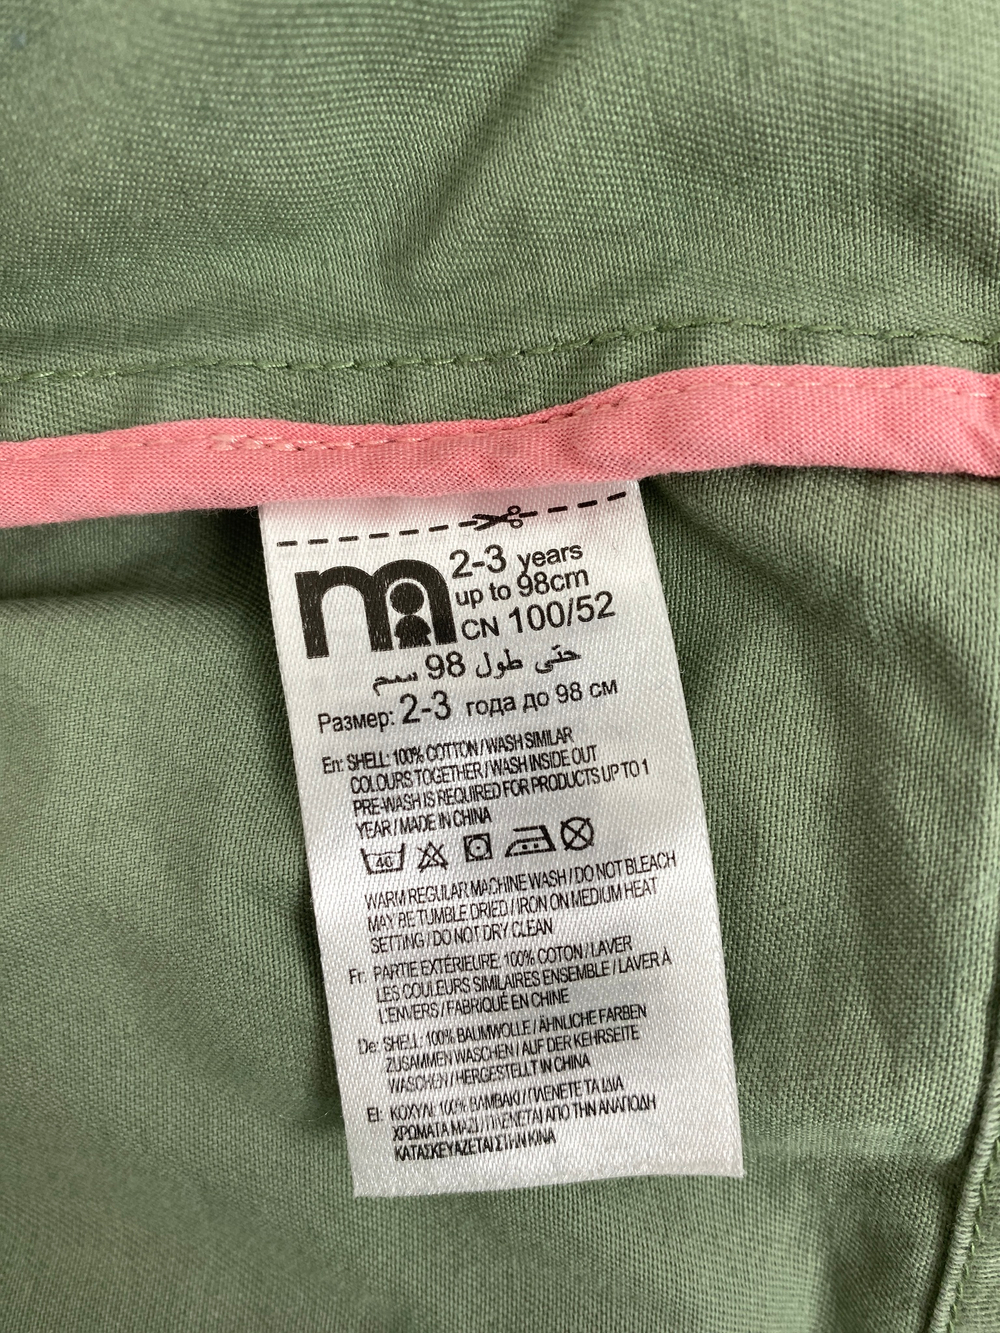 2-3 years
up to 98cm
CN 100/52
حتى طول 98 سم
Размер: 2-3 года до 98 см
En: SHELL: 100% COTTON / WASH SIMILAR
COLOURS TOGETHER / WASH INSIDE OUT
PRE-WASH IS REQUIRED FOR PRODUCTS UP TO 1
YEAR / MADE IN CHINA
40
WARM REGULAR MACHINE WASH / DO NOT BLEACH
MAY BE TUMBLE DRIED / IRON ON MEDIUM HEAT
SETTING / DO NOT DRY CLEAN
Fr: PARTIE EXTÉRIEURE: 100% COTON / LAVER
LES COULEURS SIMILAIRES ENSEMBLE / LAVER À
L'ENVERS / FABRIQUÉ EN CHINE
De: SHELL: 100% BAUMWOLLE / ÄHNLICHE FARBEN
ZUSAMMEN WASCHEN / AUF DER KEHRSEITE
WASCHEN / HERGESTELLT IN CHINA
El: ΚΟΧΥΛΙ: 100% ΒΑΜΒΑΚΙ / ΠΛΕΝΕΤΕ ΤΑ ΙΔΙΑ
ΧΡΩΜΑΤΑ ΜΑΖΙ / ΠΛΕΝΕΤΑΙ ΑΠΟ ΤΗΝ ΑΝΑΠΟΔΗ
ΚΑΤΑΣΚΕΥΑΖΕΤΑΙ ΣΤΗΝ ΚΙΝΑ